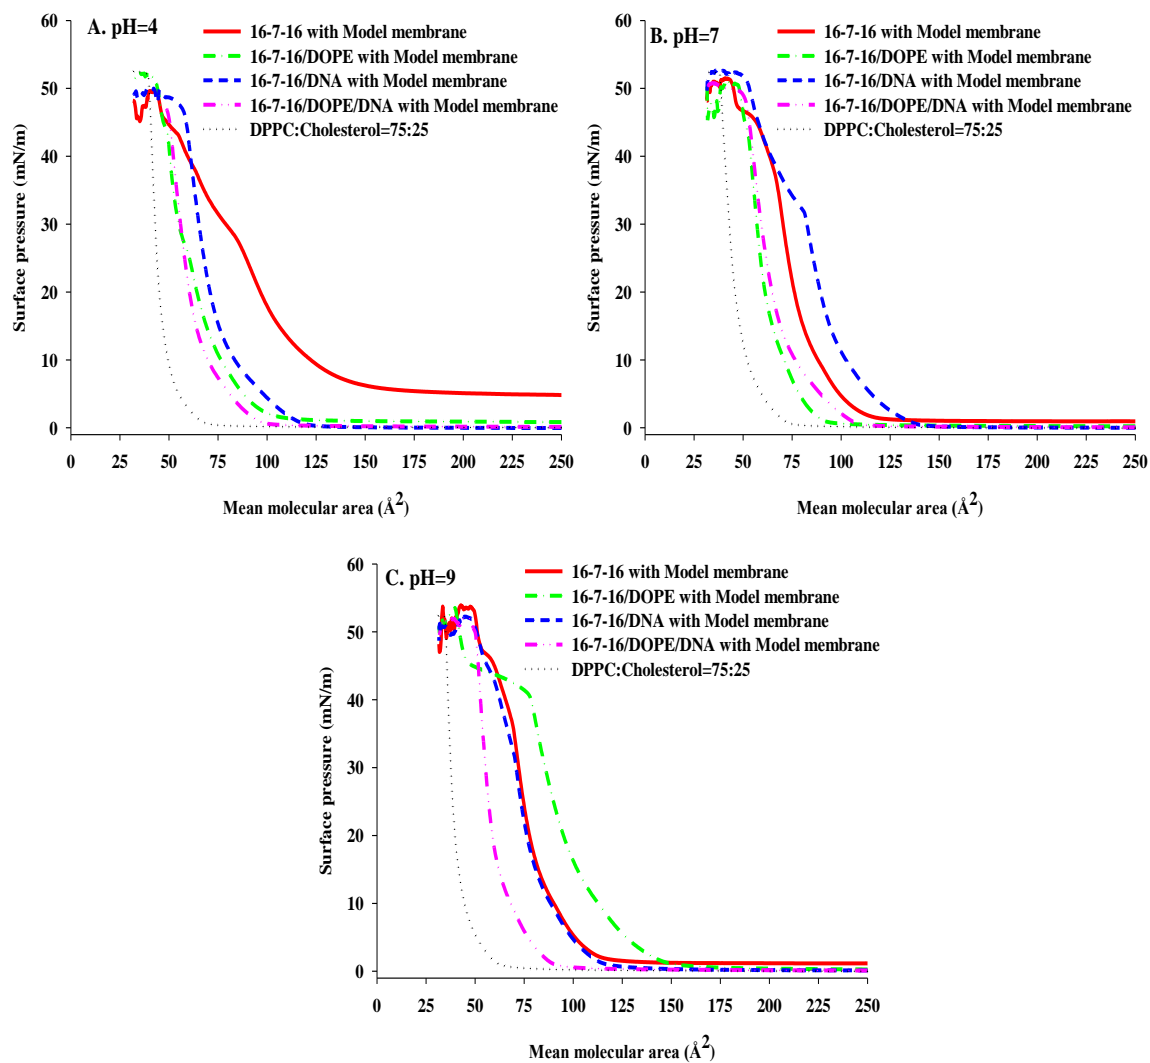 A. pH=4
16-7-16 with Model membrane
16-7-16/DOPE with Model membrane
16-7-16/DNA with Model membrane
16-7-16/DOPE/DNA with Model membrane
DPPC:Cholesterol=75:25
Surface pressure (mN/m)
60
50
40
30
20
10
0
0 25 50 75 100 125 150 175 200 225 250
Mean molecular area (Å²)
B. pH=7
16-7-16 with Model membrane
16-7-16/DOPE with Model membrane
16-7-16/DNA with Model membrane
16-7-16/DOPE/DNA with Model membrane
DPPC:Cholesterol=75:25
Surface pressure (mN/m)
60
50
40
30
20
10
0
0 25 50 75 100 125 150 175 200 225 250
Mean molecular area (Å²)
C. pH=9
16-7-16 with Model membrane
16-7-16/DOPE with Model membrane
16-7-16/DNA with Model membrane
16-7-16/DOPE/DNA with Model membrane
DPPC:Cholesterol=75:25
Surface pressure (mN/m)
60
50
40
30
20
10
0
0 25 50 75 100 125 150 175 200 225 250
Mean molecular area (Å²)